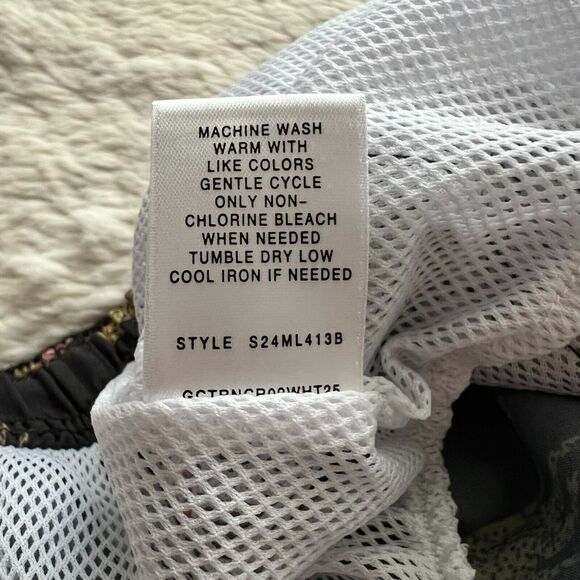 MACHINE WASH
WARM WITH
LIKE COLORS
GENTLE CYCLE
ONLY NON-
CHLORINE BLEACH
WHEN NEEDED
TUMBLE DRY LOW
COOL IRON IF NEEDED
STYLE S24ML413B